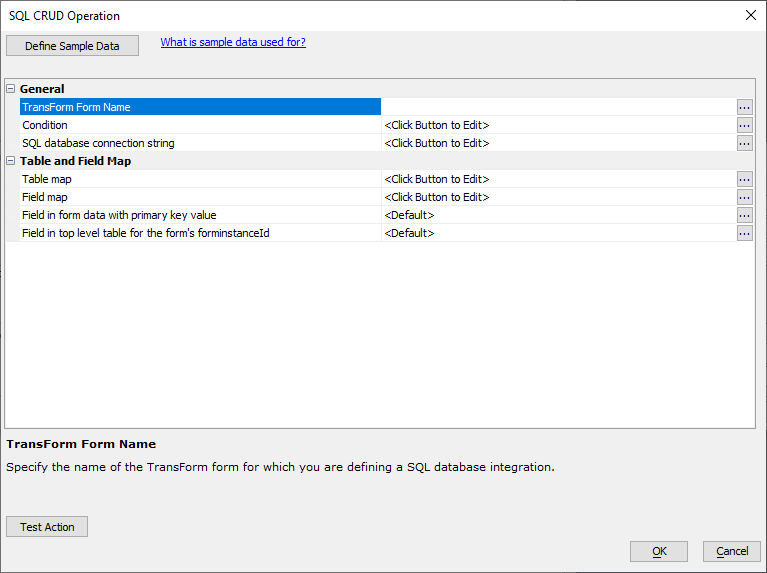 SQL CRUD Operation
Define Sample Data
What is sample data used for?
General
TransForm Form Name
Condition <Click Button to Edit>
SQL database connection string <Click Button to Edit>
Table and Field Map
Table map <Click Button to Edit>
Field map <Click Button to Edit>
Field in form data with primary key value <Default>
Field in top level table for the form's forminstanceId <Default>
TransForm Form Name
Specify the name of the TransForm form for which you are defining a SQL database integration.
Test Action
OK
Cancel